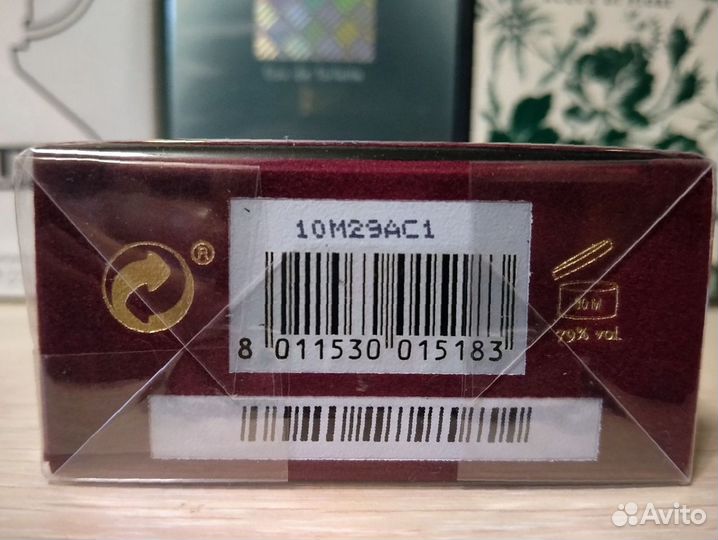 Eau de Toilette
10M29AC1
®
30 M
79% vol.
8 011530 015183
Avito